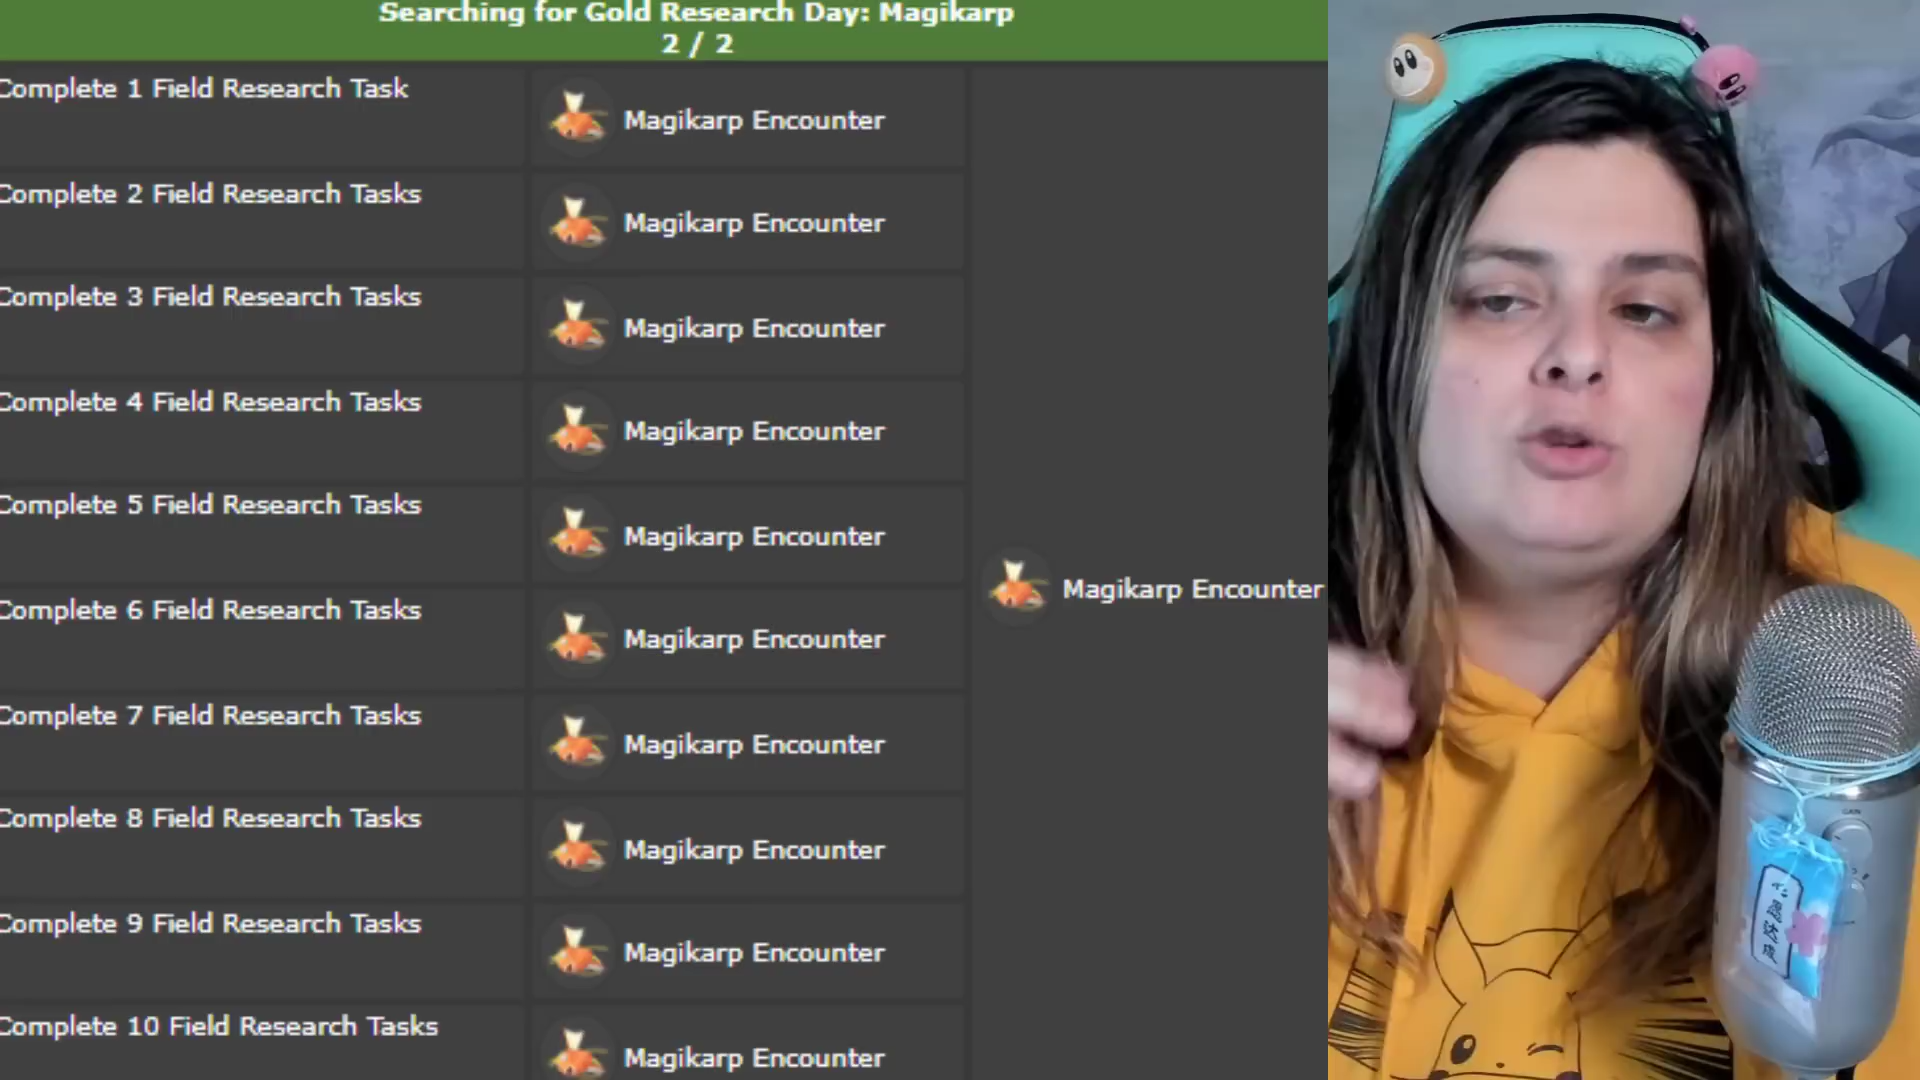 Searching for Gold Research Day: Magikarp
2 / 2
Complete 1 Field Research Task
Magikarp Encounter
Complete 2 Field Research Tasks
Magikarp Encounter
Complete 3 Field Research Tasks
Magikarp Encounter
Complete 4 Field Research Tasks
Magikarp Encounter
Complete 5 Field Research Tasks
Magikarp Encounter
Magikarp Encounter
Complete 6 Field Research Tasks
Magikarp Encounter
Complete 7 Field Research Tasks
Magikarp Encounter
Complete 8 Field Research Tasks
Magikarp Encounter
Complete 9 Field Research Tasks
Magikarp Encounter
Complete 10 Field Research Tasks
Magikarp Encounter
GAIN